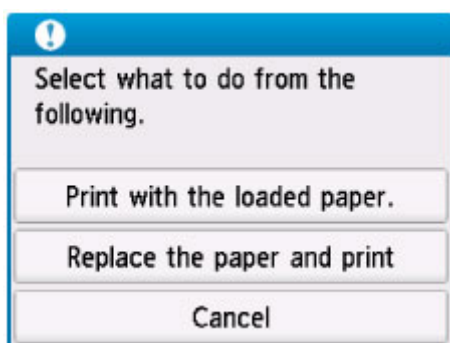 Select what to do from the
following.
Print with the loaded paper.
Replace the paper and print
Cancel